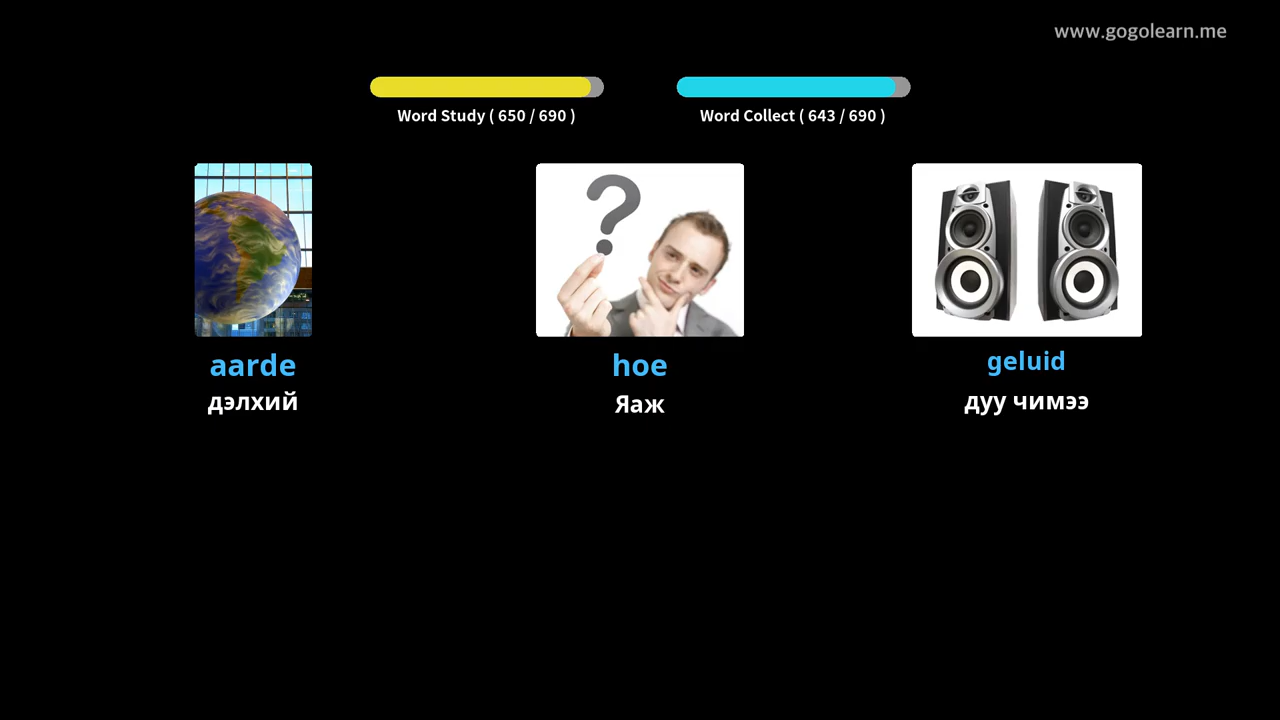 www.gogolearn.me
Word Study ( 650 / 690 )
Word Collect ( 643 / 690 )
aarde
дэлхий
hoe
Яаж
geluid
дуу чимээ